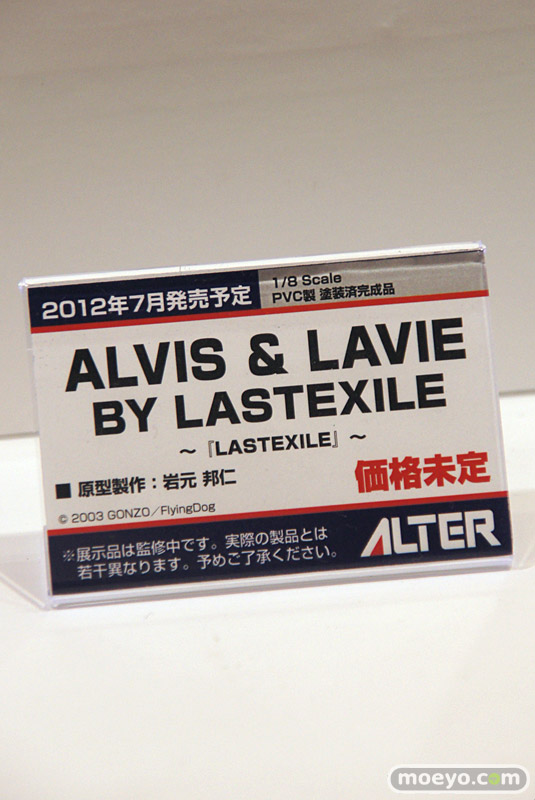 2012年7月発売予定
1/8 Scale
PVC製 塗装済完成品
ALVIS & LAVIE
BY LASTEXILE
～『LASTEXILE』～
■ 原型製作：岩元 邦仁
価格未定
© 2003 GONZO／FlyingDog
※展示品は監修中です。実際の製品とは
若干異なります。予めご了承ください。
ALTER
moeyo.com